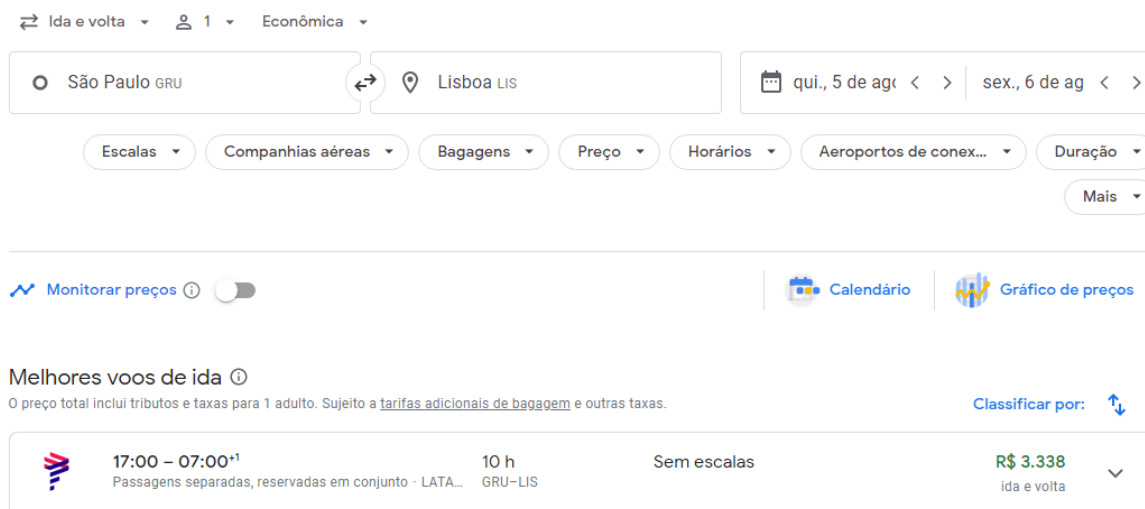 Ida e volta 1 Econômica
São Paulo GRU Lisboa LIS qui., 5 de ago sex., 6 de ag
Escalas Companhias aéreas Bagagens Preço Horários Aeroportos de conex... Duração
Mais
Monitorar preços Calendário Gráfico de preços
Melhores voos de ida
O preço total inclui tributos e taxas para 1 adulto. Sujeito a tarifas adicionais de bagagem e outras taxas.
Classificar por:
17:00 – 07:00+1 10 h Sem escalas R$ 3.338
Passagens separadas, reservadas em conjunto · LATA... GRU–LIS ida e volta